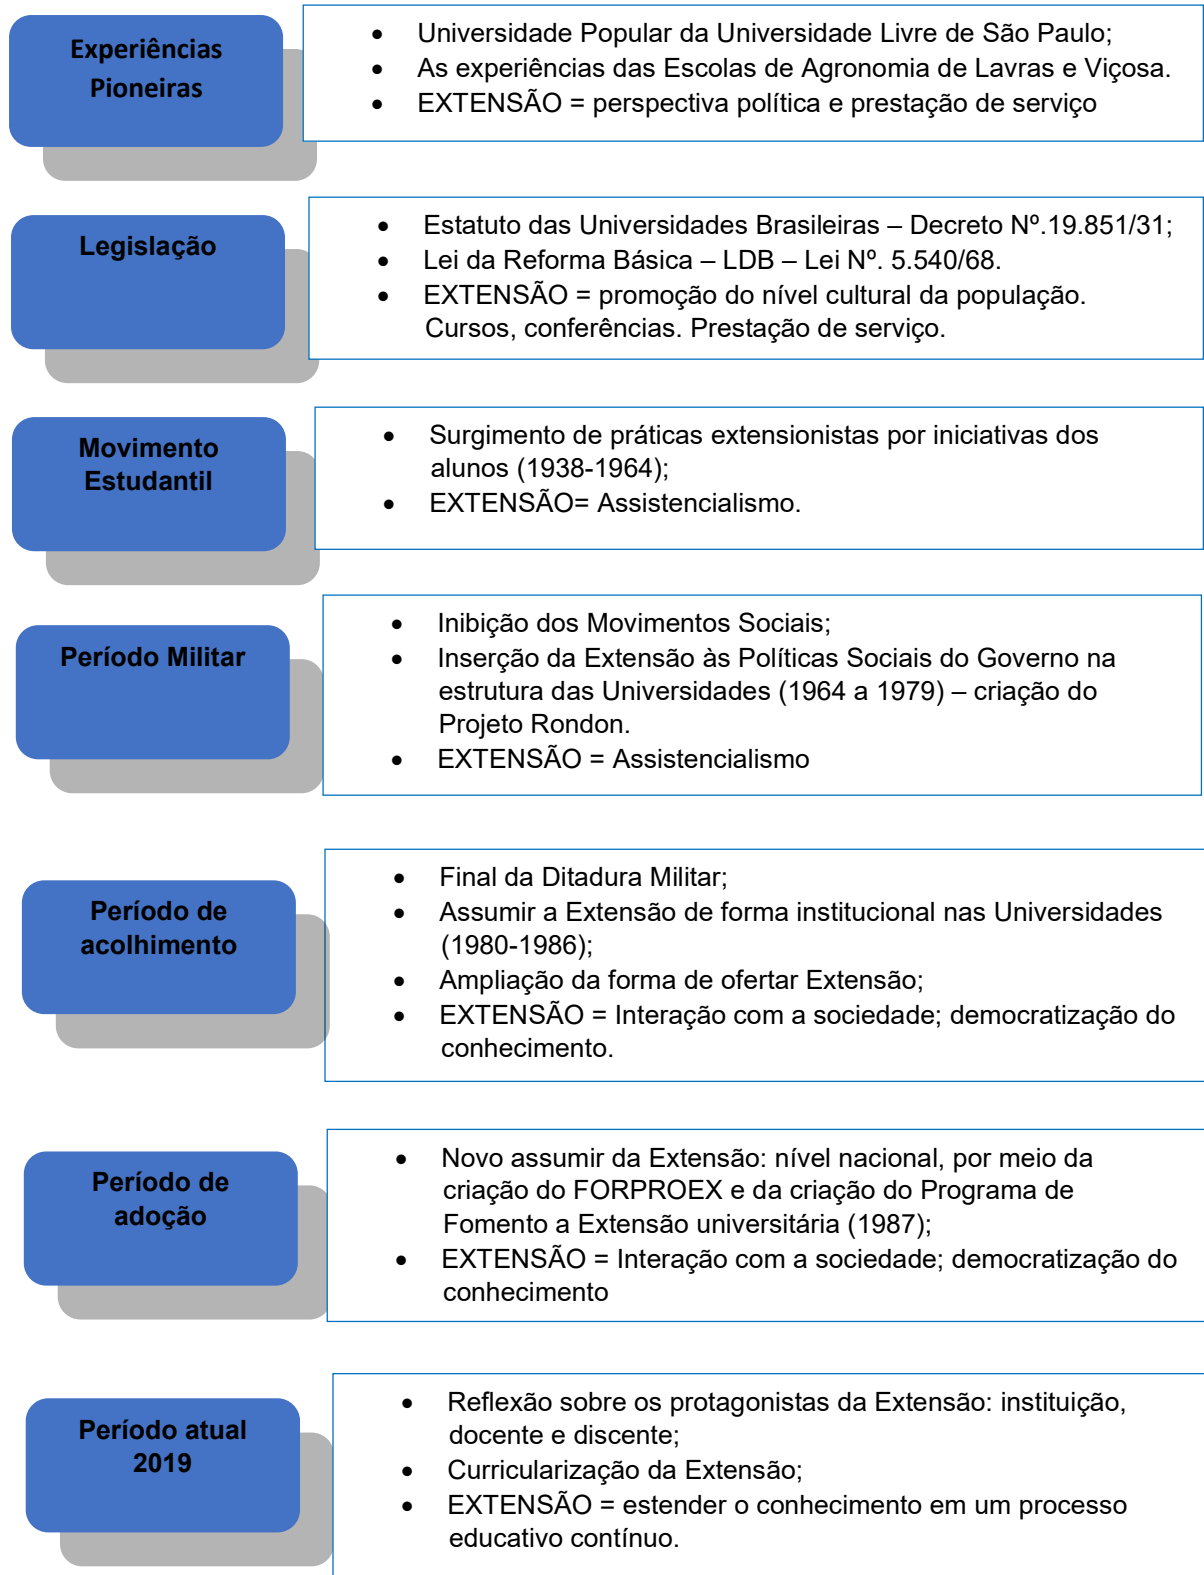 Experiências
Pioneiras
• Universidade Popular da Universidade Livre de São Paulo;
• As experiências das Escolas de Agronomia de Lavras e Viçosa.
• EXTENSÃO = perspectiva política e prestação de serviço
Legislação
• Estatuto das Universidades Brasileiras – Decreto Nº.19.851/31;
• Lei da Reforma Básica – LDB – Lei Nº. 5.540/68.
• EXTENSÃO = promoção do nível cultural da população.
Cursos, conferências. Prestação de serviço.
Movimento
Estudantil
• Surgimento de práticas extensionistas por iniciativas dos
alunos (1938-1964);
• EXTENSÃO= Assistencialismo.
Período Militar
• Inibição dos Movimentos Sociais;
• Inserção da Extensão às Políticas Sociais do Governo na
estrutura das Universidades (1964 a 1979) – criação do
Projeto Rondon.
• EXTENSÃO = Assistencialismo
Período de
acolhimento
• Final da Ditadura Militar;
• Assumir a Extensão de forma institucional nas Universidades
(1980-1986);
• Ampliação da forma de ofertar Extensão;
• EXTENSÃO = Interação com a sociedade; democratização do
conhecimento.
Período de
adoção
• Novo assumir da Extensão: nível nacional, por meio da
criação do FORPROEX e da criação do Programa de
Fomento a Extensão universitária (1987);
• EXTENSÃO = Interação com a sociedade; democratização do
conhecimento
Período atual
2019
• Reflexão sobre os protagonistas da Extensão: instituição,
docente e discente;
• Curricularização da Extensão;
• EXTENSÃO = estender o conhecimento em um processo
educativo contínuo.